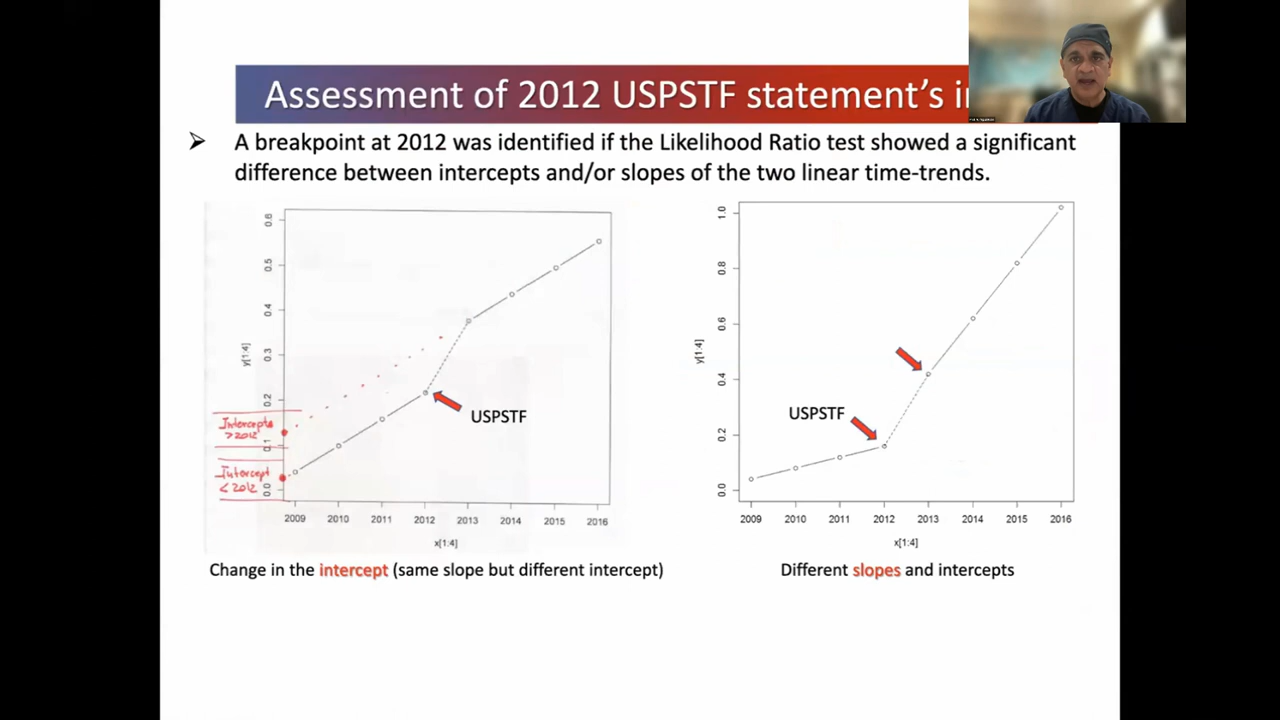 Assessment of 2012 USPSTF statement's i
➤ A breakpoint at 2012 was identified if the Likelihood Ratio test showed a significant
difference between intercepts and/or slopes of the two linear time-trends.
0.6
0.5
0.4
0.3
0.2
0.1
0.0
y[1:4]
Intercepts
> 2012
Intercept
< 2012
USPSTF
2009 2010 2011 2012 2013 2014 2015 2016
x[1:4]
Change in the intercept (same slope but different intercept)
1.0
0.8
0.6
0.4
0.2
0.0
y[1:4]
USPSTF
2009 2010 2011 2012 2013 2014 2015 2016
x[1:4]
Different slopes and intercepts